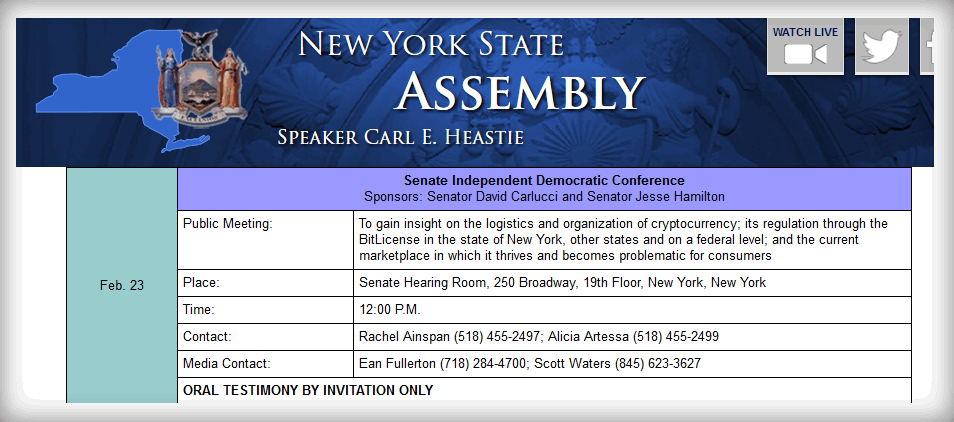 NEW YORK STATE
ASSEMBLY
SPEAKER CARL E. HEASTIE
WATCH LIVE
Senate Independent Democratic Conference
Sponsors: Senator David Carlucci and Senator Jesse Hamilton
Feb. 23
Public Meeting:
To gain insight on the logistics and organization of cryptocurrency; its regulation through the
BitLicense in the state of New York, other states and on a federal level; and the current
marketplace in which it thrives and becomes problematic for consumers
Place:
Senate Hearing Room, 250 Broadway, 19th Floor, New York, New York
Time:
12:00 P.M.
Contact:
Rachel Ainspan (518) 455-2497; Alicia Artessa (518) 455-2499
Media Contact:
Ean Fullerton (718) 284-4700; Scott Waters (845) 623-3627
ORAL TESTIMONY BY INVITATION ONLY